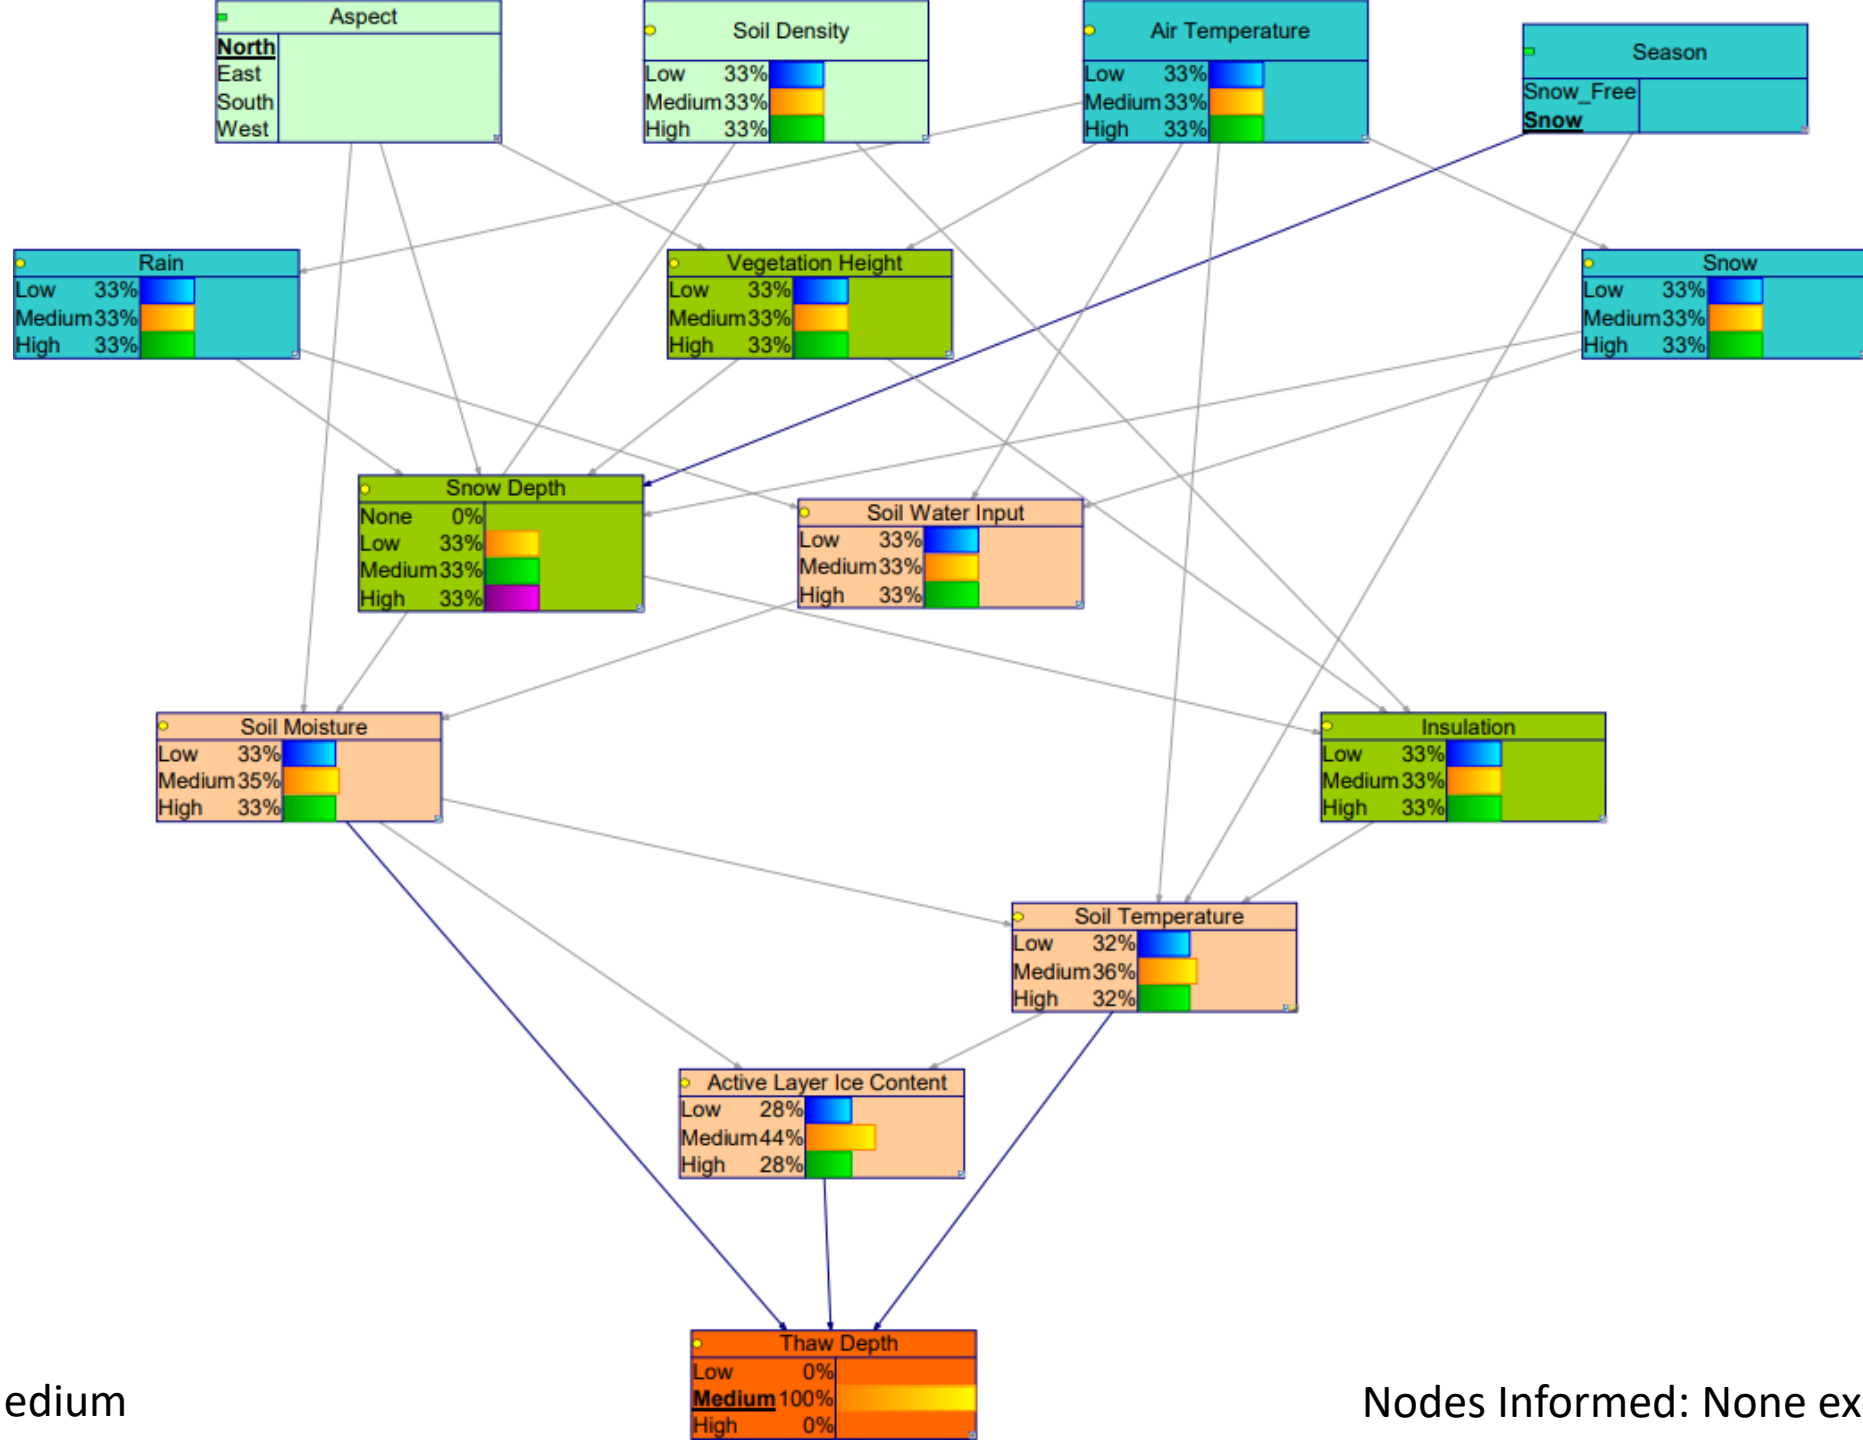 Aspect
North
East
South
West
Soil Density
Low 33%
Medium 33%
High 33%
Air Temperature
Low 33%
Medium 33%
High 33%
Season
Snow_Free
Snow
Rain
Low 33%
Medium 33%
High 33%
Vegetation Height
Low 33%
Medium 33%
High 33%
Snow
Low 33%
Medium 33%
High 33%
Snow Depth
None 0%
Low 33%
Medium 33%
High 33%
Soil Water Input
Low 33%
Medium 33%
High 33%
Soil Moisture
Low 33%
Medium 35%
High 33%
Insulation
Low 33%
Medium 33%
High 33%
Soil Temperature
Low 32%
Medium 36%
High 32%
Active Layer Ice Content
Low 28%
Medium 44%
High 28%
Thaw Depth
Low 0%
Medium 100%
High 0%
edium
Nodes Informed: None ex